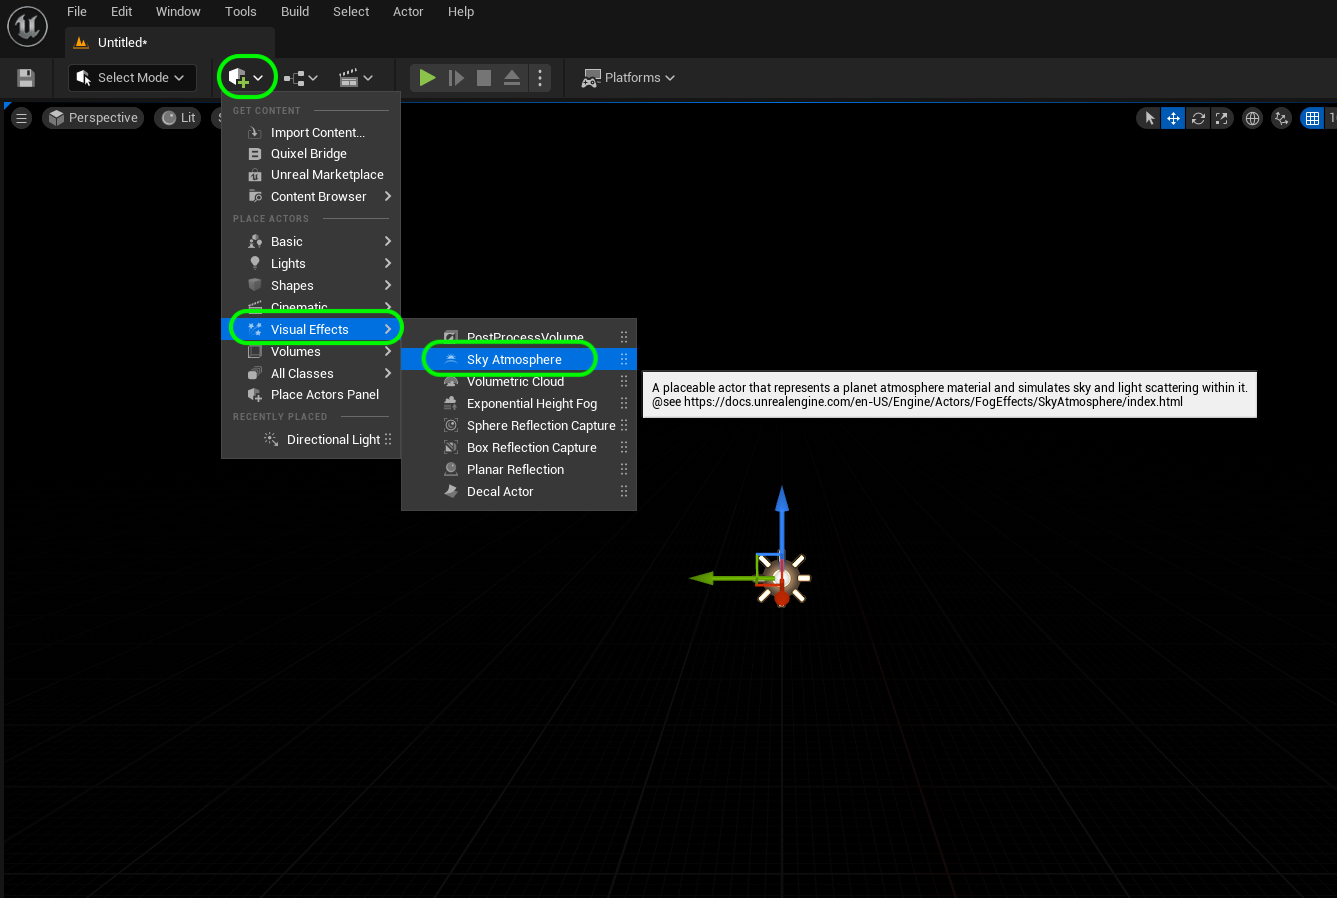 File Edit Window Tools Build Select Actor Help
Untitled*
Select Mode
Platforms
Perspective
Lit
GET CONTENT
Import Content...
Quixel Bridge
Unreal Marketplace
Content Browser
PLACE ACTORS
Basic
Lights
Shapes
Cinematic
Visual Effects
Volumes
All Classes
Place Actors Panel
RECENTLY PLACED
Directional Light
PostProcessVolume
Sky Atmosphere
Volumetric Cloud
Exponential Height Fog
Sphere Reflection Capture
Box Reflection Capture
Planar Reflection
Decal Actor
A placeable actor that represents a planet atmosphere material and simulates sky and light scattering within it.
@see https://docs.unrealengine.com/en-US/Engine/Actors/FogEffects/SkyAtmosphere/index.html